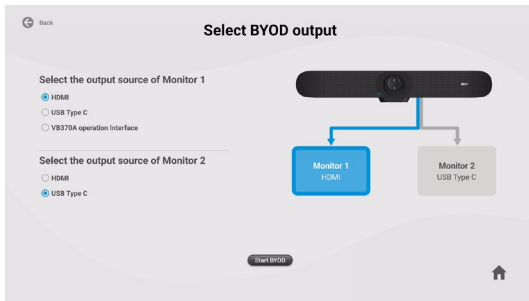 Back
Select BYOD output
Select the output source of Monitor 1
HDMI
USB Type C
VB370A operation Interface
Select the output source of Monitor 2
HDMI
USB Type C
Monitor 1
HDMI
Monitor 2
USB Type C
Start BYOD